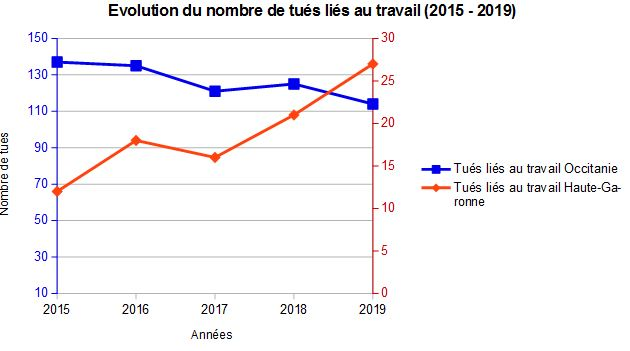 Evolution du nombre de tués liés au travail (2015 - 2019)
150
130
110
90
70
50
30
10
Nombre de tues
30
25
20
15
10
5
0
2015 2016 2017 2018 2019
Années
Tués liés au travail Occitanie
Tués liés au travail Haute-Ga-
ronne